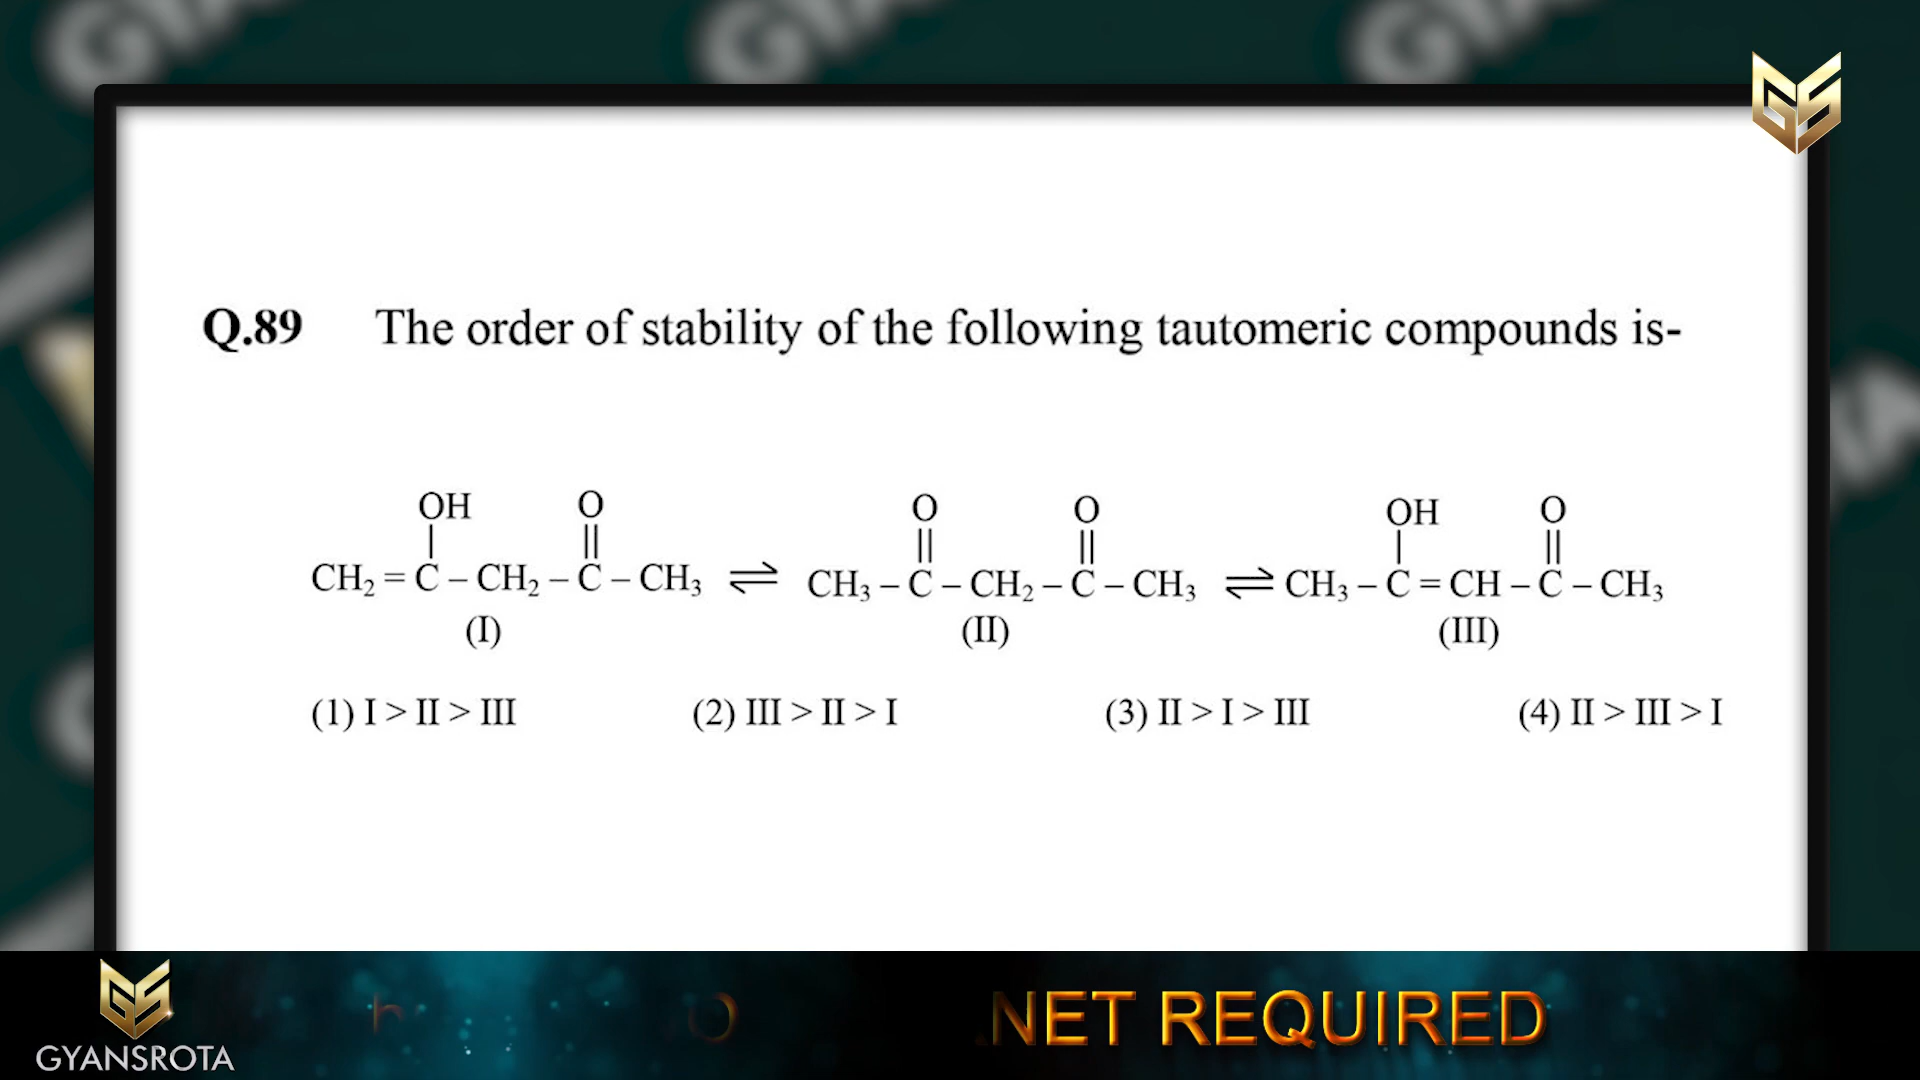 Q.89 The order of stability of the following tautomeric compounds is-
OH O O O OH O
CH₂ = C – CH₂ – C – CH₃ ⇌ CH₃ – C – CH₂ – C – CH₃ ⇌ CH₃ – C = CH – C – CH₃
(I) (II) (III)
(1) I > II > III (2) III > II > I (3) II > I > III (4) II > III > I
NET REQUIRED
GYANSROTA